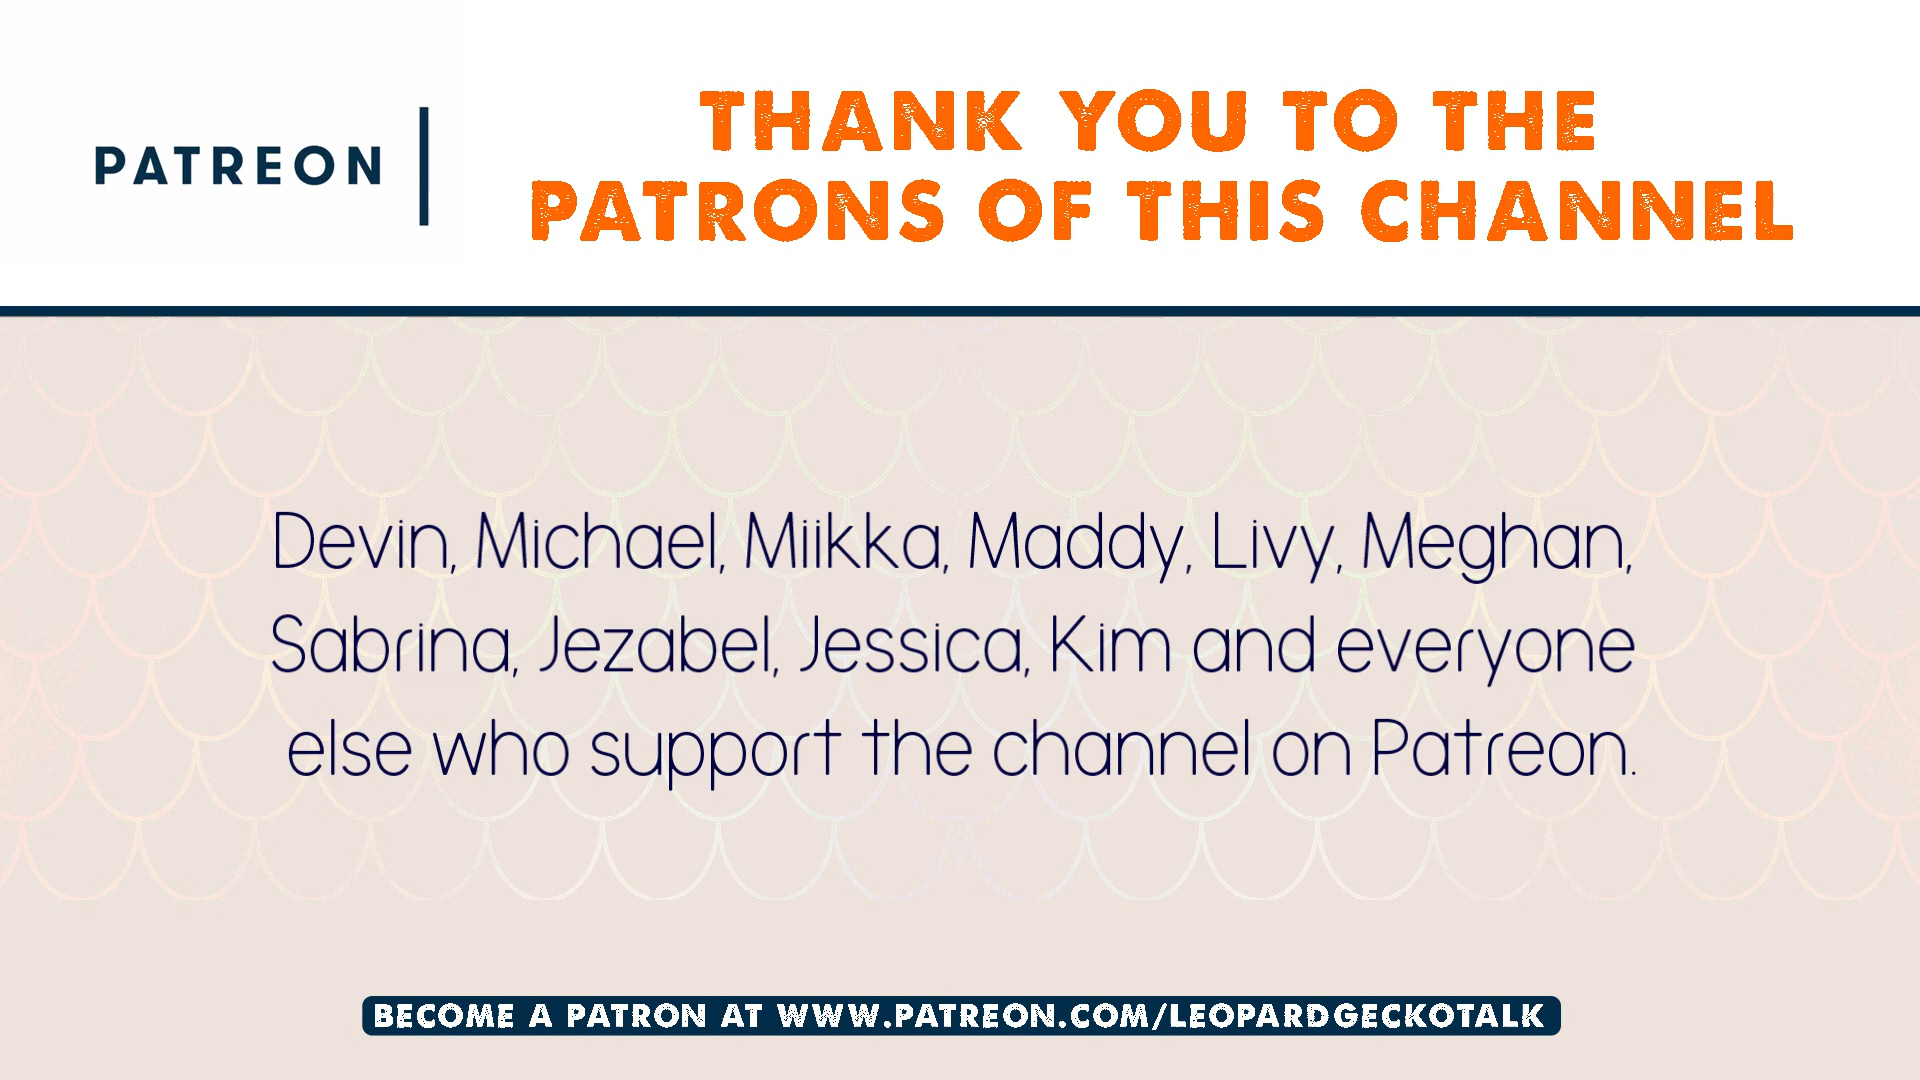 PATREON
THANK YOU TO THE
PATRONS OF THIS CHANNEL
Devin, Michael, Miikka, Maddy, Livy, Meghan,
Sabrina, Jezabel, Jessica, Kim and everyone
else who support the channel on Patreon.
BECOME A PATRON AT WWW.PATREON.COM/LEOPARDGECKOTALK